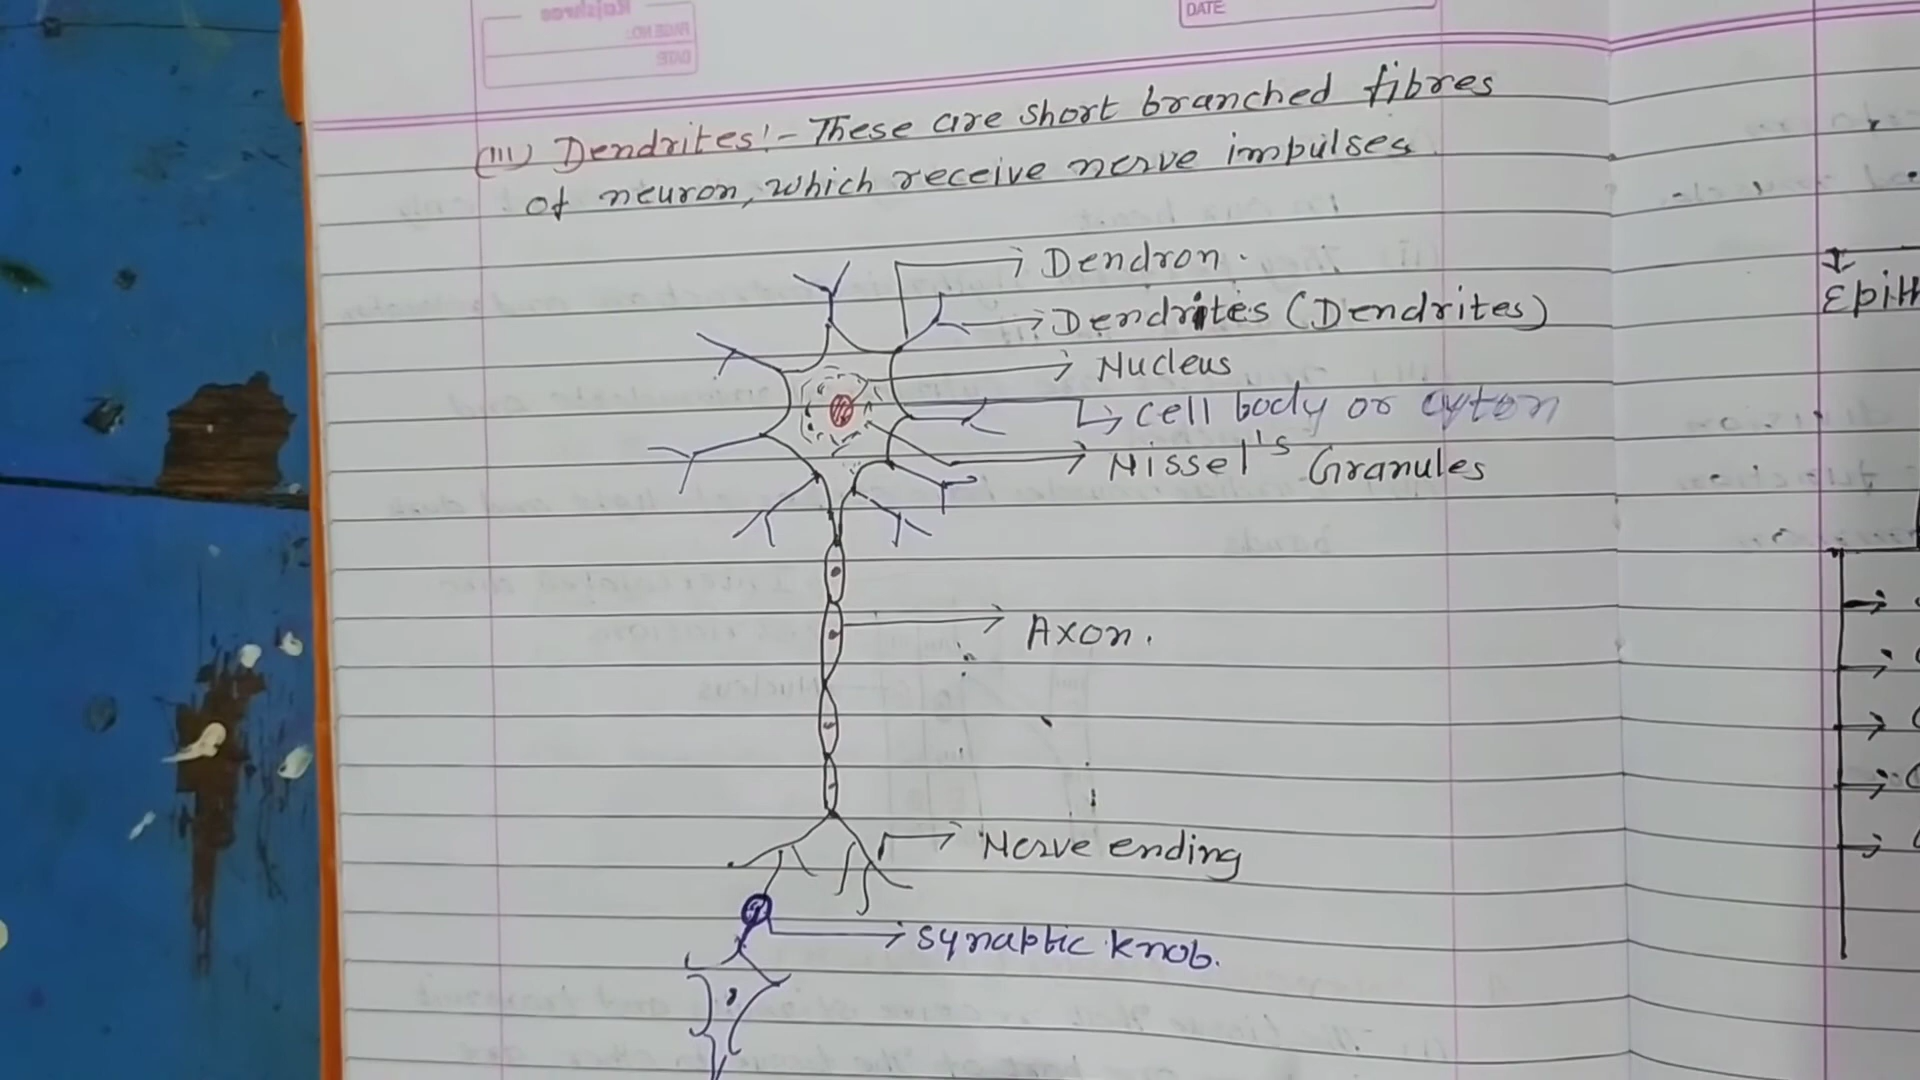 DATE:
(III) Dendrites:- These are short branched fibres
of neuron, which receive nerve impulses
Dendron.
Dendrites (Dendrites)
Nucleus
cell body or cyton
Nissel's Granules
Axon.
Nerve ending
synaptic knob.